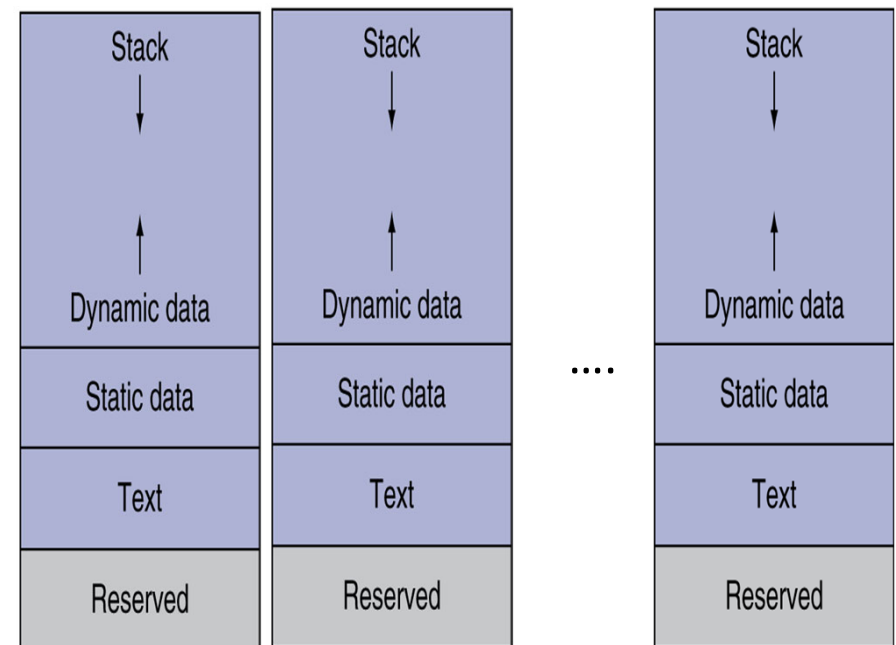 Stack
Dynamic data
Static data
Text
Reserved
Stack
Dynamic data
Static data
Text
Reserved
....
Stack
Dynamic data
Static data
Text
Reserved